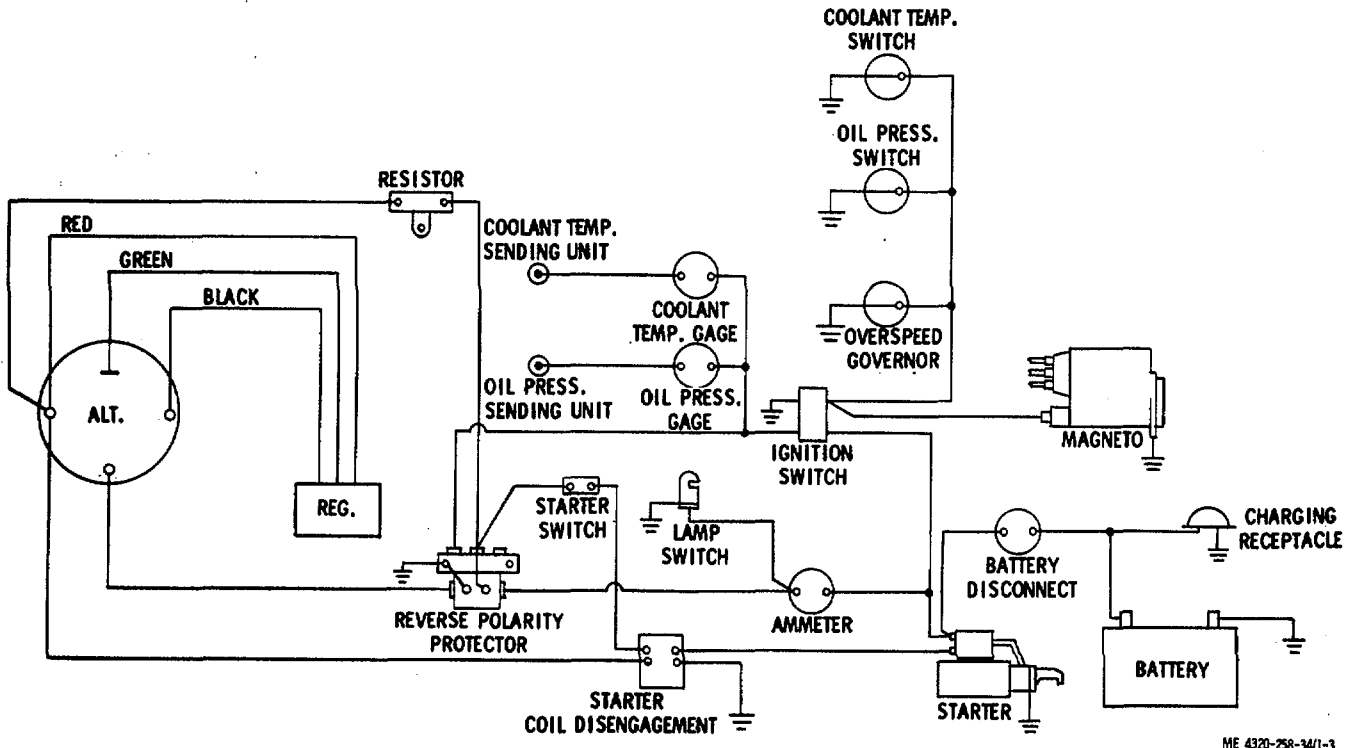 COOLANT TEMP.
SWITCH
OIL PRESS.
SWITCH
RESISTOR
RED
GREEN
BLACK
COOLANT TEMP.
SENDING UNIT
COOLANT
TEMP. GAGE
OVERSPEED
GOVERNOR
OIL PRESS.
SENDING UNIT
OIL PRESS.
GAGE
ALT.
MAGNETO
IGNITION
SWITCH
REG.
STARTER
SWITCH
LAMP
SWITCH
BATTERY
DISCONNECT
CHARGING
RECEPTACLE
REVERSE POLARITY
PROTECTOR
AMMETER
BATTERY
STARTER
COIL DISENGAGEMENT
STARTER
ME 4320-258-34/1-3